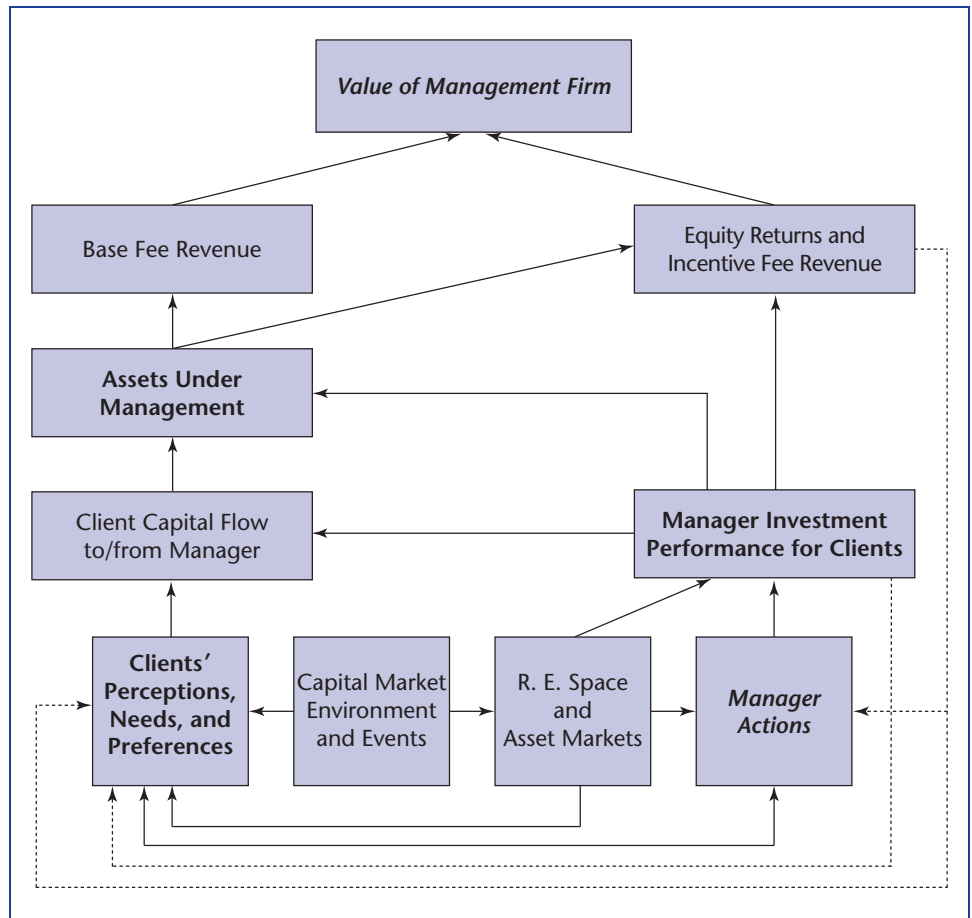 Value of Management Firm
Base Fee Revenue
Equity Returns and
Incentive Fee Revenue
Assets Under
Management
Client Capital Flow
to/from Manager
Manager Investment
Performance for Clients
Clients’
Perceptions,
Needs, and
Preferences
Capital Market
Environment
and Events
R. E. Space
and
Asset Markets
Manager
Actions